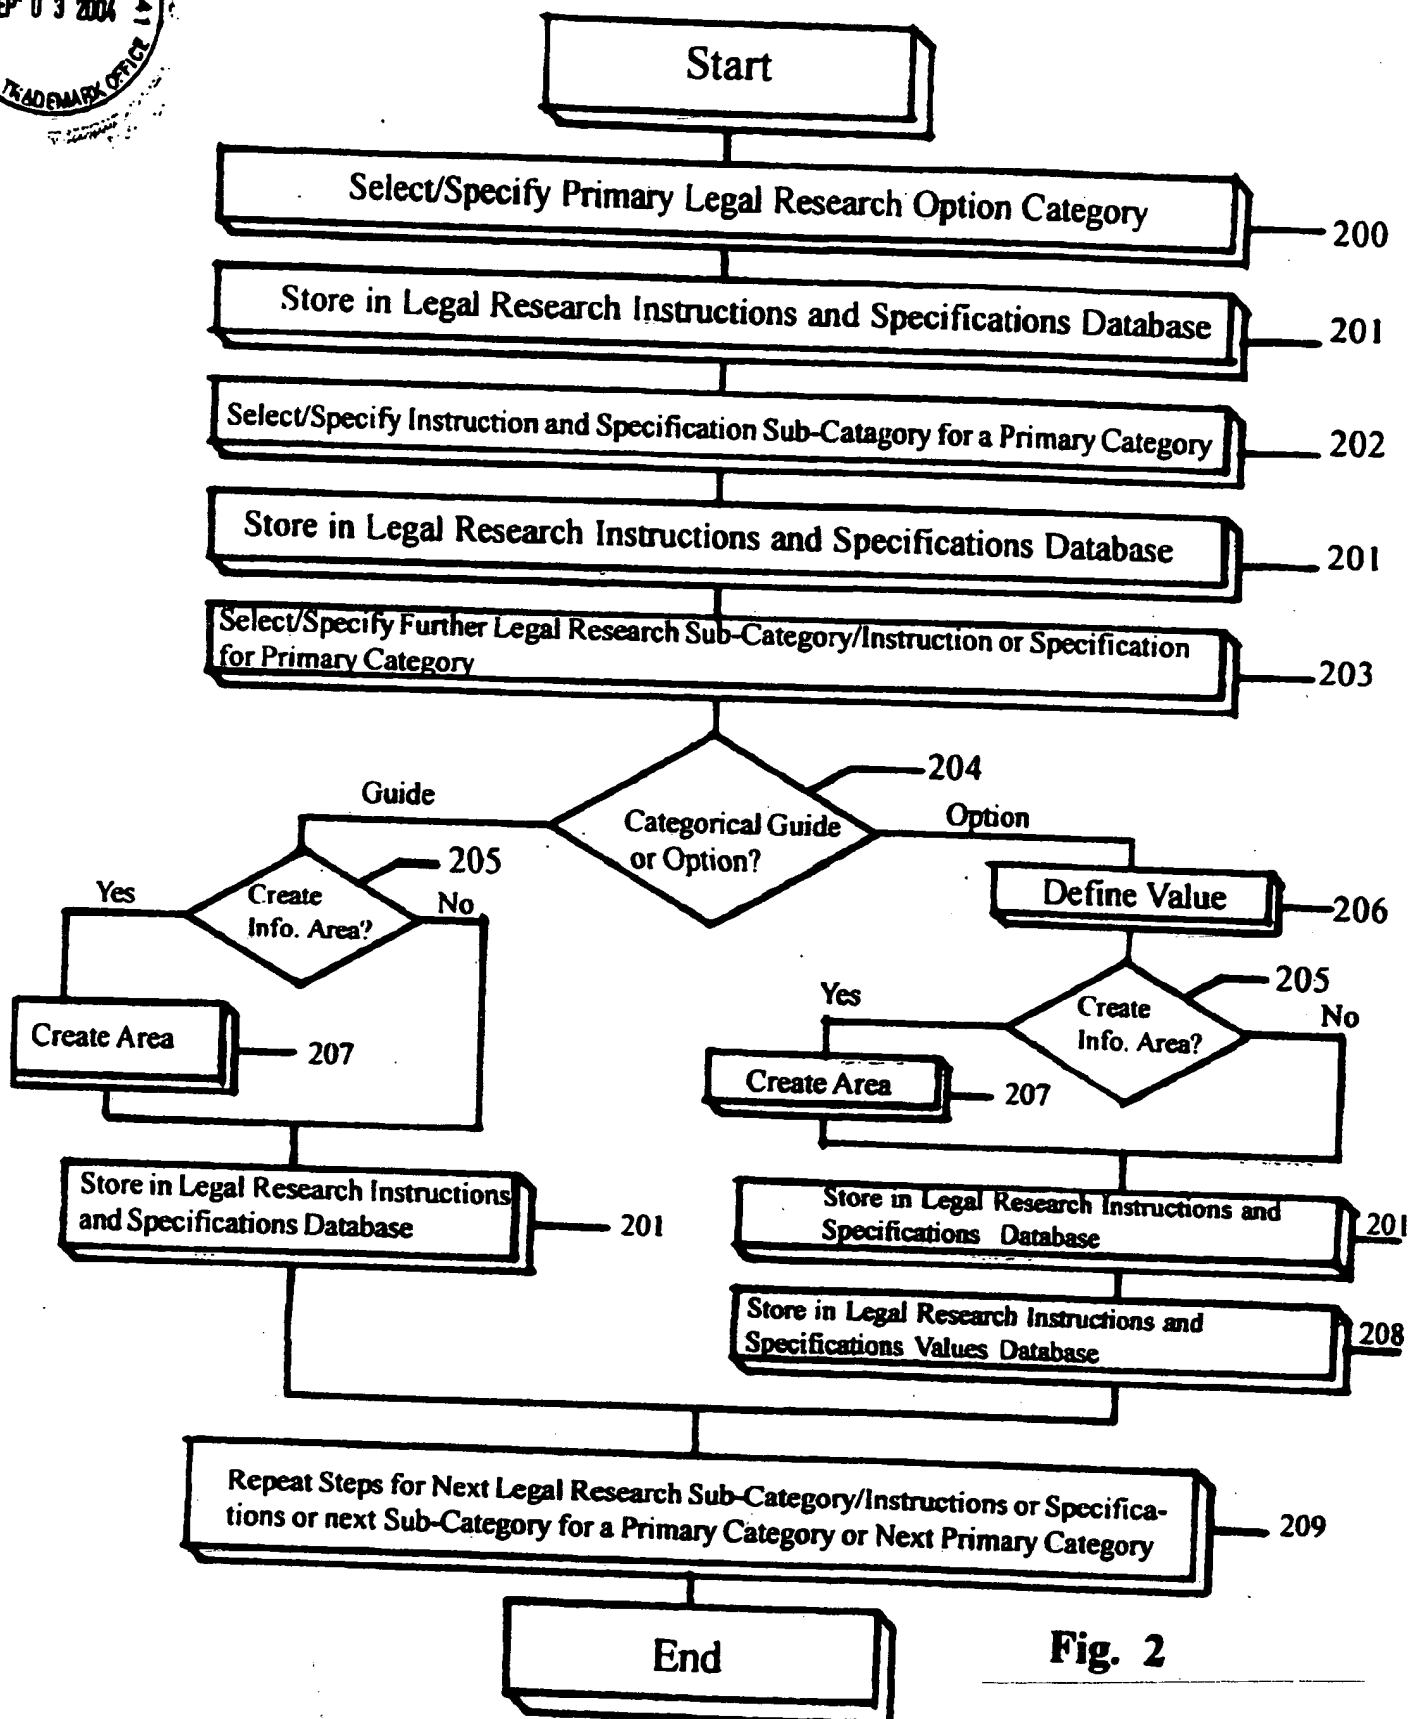 EP 03 2004
TRADEMARK OFFICE
Start
Select/Specify Primary Legal Research Option Category
200
Store in Legal Research Instructions and Specifications Database
201
Select/Specify Instruction and Specification Sub-Catagory for a Primary Category
202
Store in Legal Research Instructions and Specifications Database
201
Select/Specify Further Legal Research Sub-Category/Instruction or Specification
for Primary Category
203
204
Categorical Guide
or Option?
Guide
Option
205
Create
Info. Area?
Yes
No
Define Value
206
205
Create
Info. Area?
Yes
No
Create Area
207
Create Area
207
Store in Legal Research Instructions
and Specifications Database
201
Store in Legal Research Instructions and
Specifications Database
201
Store in Legal Research Instructions and
Specifications Values Database
208
Repeat Steps for Next Legal Research Sub-Category/Instructions or Specifica-
tions or next Sub-Category for a Primary Category or Next Primary Category
209
End
Fig. 2